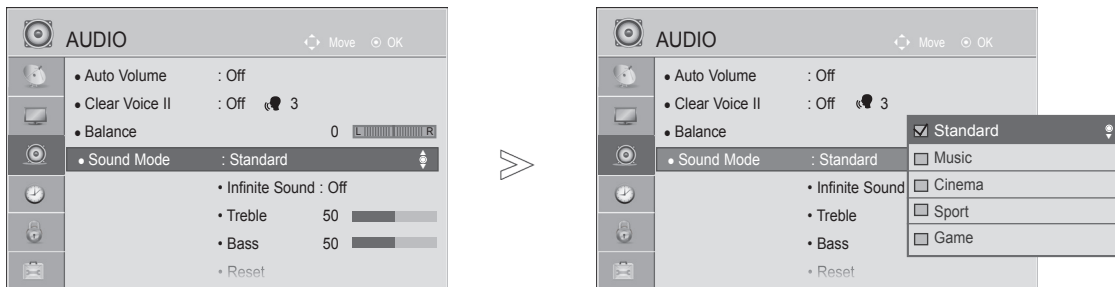 AUDIO
Move OK
• Auto Volume : Off
• Clear Voice II : Off 3
• Balance 0 L R
• Sound Mode : Standard
• Infinite Sound : Off
• Treble 50
• Bass 50
• Reset
>
AUDIO
Move OK
• Auto Volume : Off
• Clear Voice II : Off 3
• Balance
• Sound Mode : Standard
• Infinite Sound
• Treble
• Bass
• Reset
Standard
Music
Cinema
Sport
Game